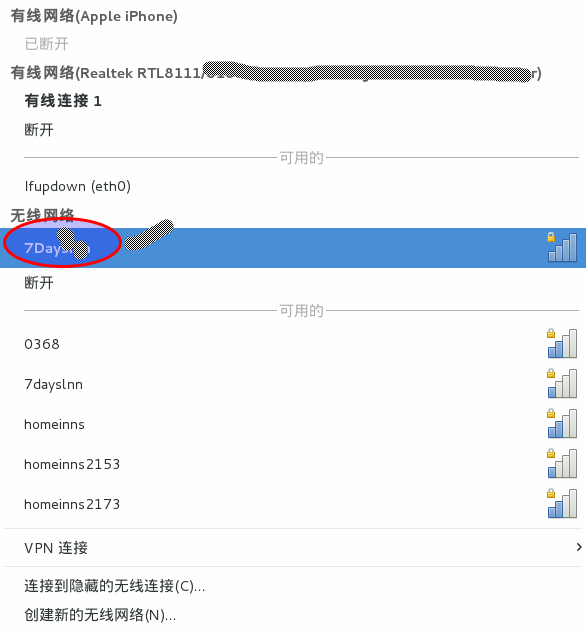 有线网络(Apple iPhone)
已断开
有线网络(Realtek RTL8111/ r)
有线连接 1
断开
可用的
Ifupdown (eth0)
无线网络
断开
可用的
0368
7dayslnn
homeinns
homeinns2153
homeinns2173
VPN 连接
连接到隐藏的无线连接(C)...
创建新的无线网络(N)...